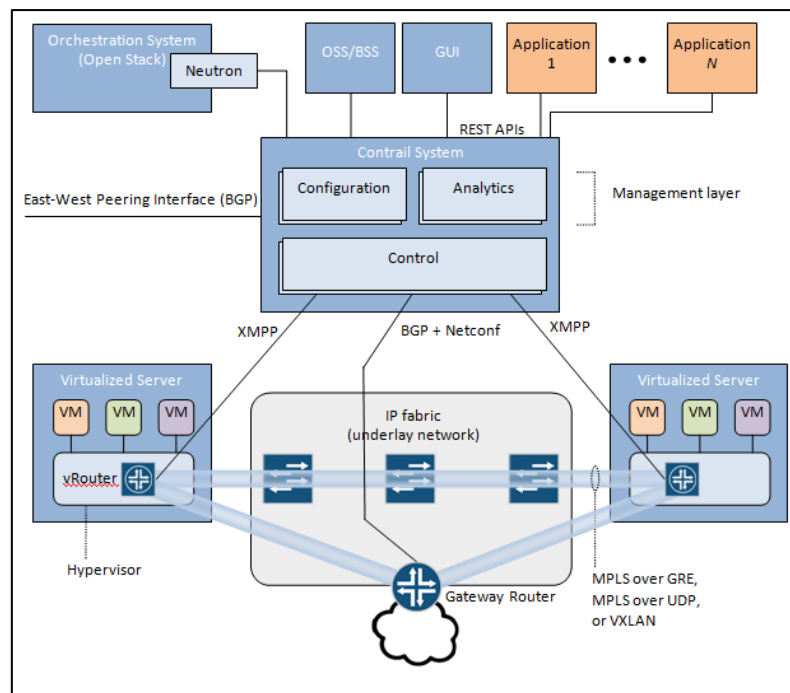 Orchestration System
(Open Stack)
Neutron
OSS/BSS
GUI
Application
1
Application
N
REST APIs
Contrail System
Configuration
Analytics
Management layer
East-West Peering Interface (BGP)
Control
XMPP
BGP + Netconf
XMPP
Virtualized Server
VM
VM
VM
vRouter
Hypervisor
IP fabric
(underlay network)
Virtualized Server
VM
VM
VM
Gateway Router
MPLS over GRE,
MPLS over UDP,
or VXLAN